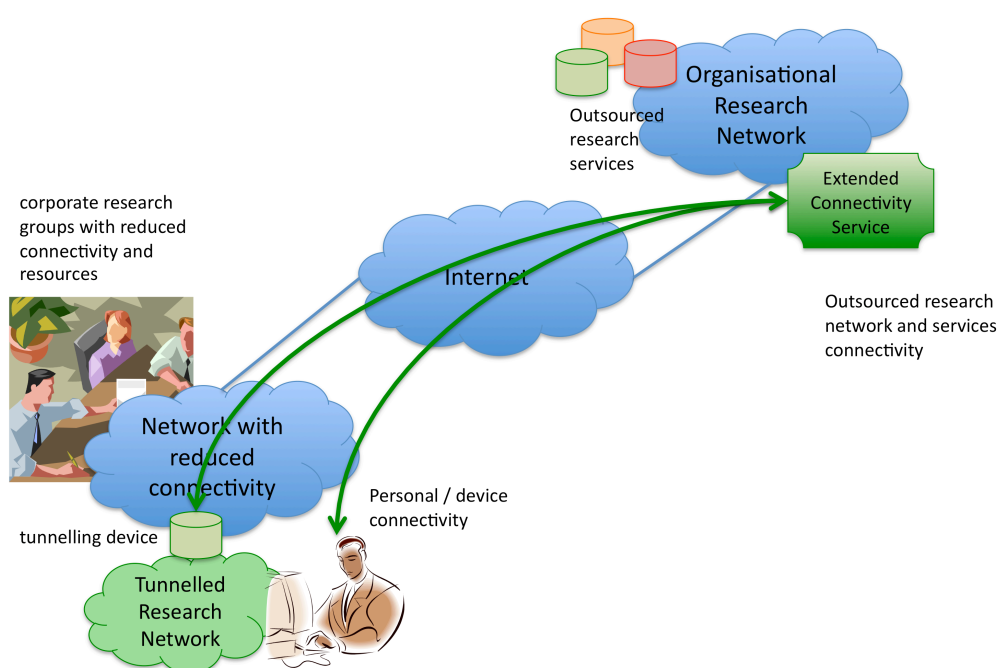 Organisational
Research
Network
Outsourced
research
services
Extended
Connectivity
Service
corporate research
groups with reduced
connectivity and
resources
Internet
Outsourced research
network and services
connectivity
Network with
reduced
connectivity
Personal / device
connectivity
tunnelling device
Tunnelled
Research
Network